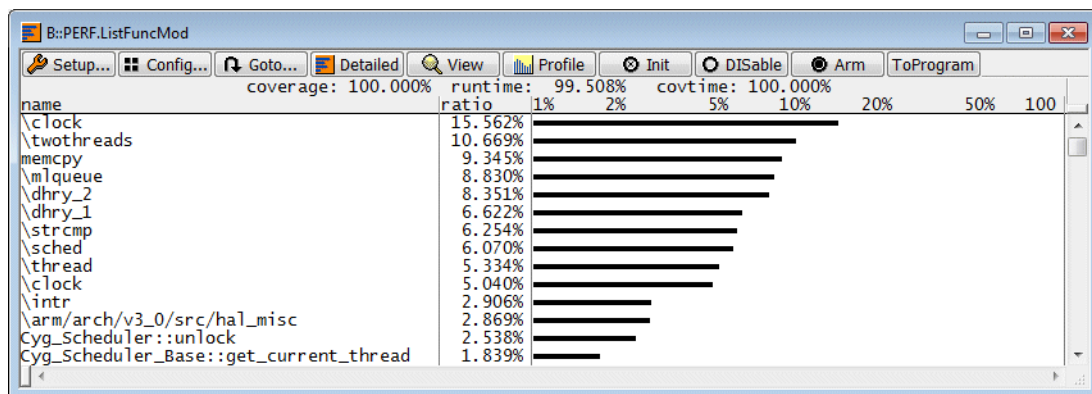 B::PERF.ListFuncMod
Setup... Config... Goto... Detailed View Profile Init DISable Arm ToProgram
coverage: 100.000% runtime: 99.508% covtime: 100.000%
name ratio 1% 2% 5% 10% 20% 50% 100
\clock 15.562%
\twothreads 10.669%
memcpy 9.345%
\mlqueue 8.830%
\dhry_2 8.351%
\dhry_1 6.622%
\strcmp 6.254%
\sched 6.070%
\thread 5.334%
\clock 5.040%
\intr 2.906%
\arm/arch/v3_0/src/hal_misc 2.869%
Cyg_Scheduler::unlock 2.538%
Cyg_Scheduler_Base::get_current_thread 1.839%